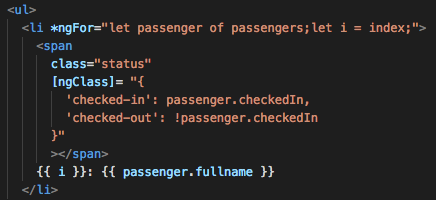 <ul>
<li *ngFor="let passenger of passengers;let i = index;">
<span
class="status"
[ngClass]= "{
'checked-in': passenger.checkedIn,
'checked-out': !passenger.checkedIn
}"
></span>
{{ i }}: {{ passenger.fullname }}
</li>